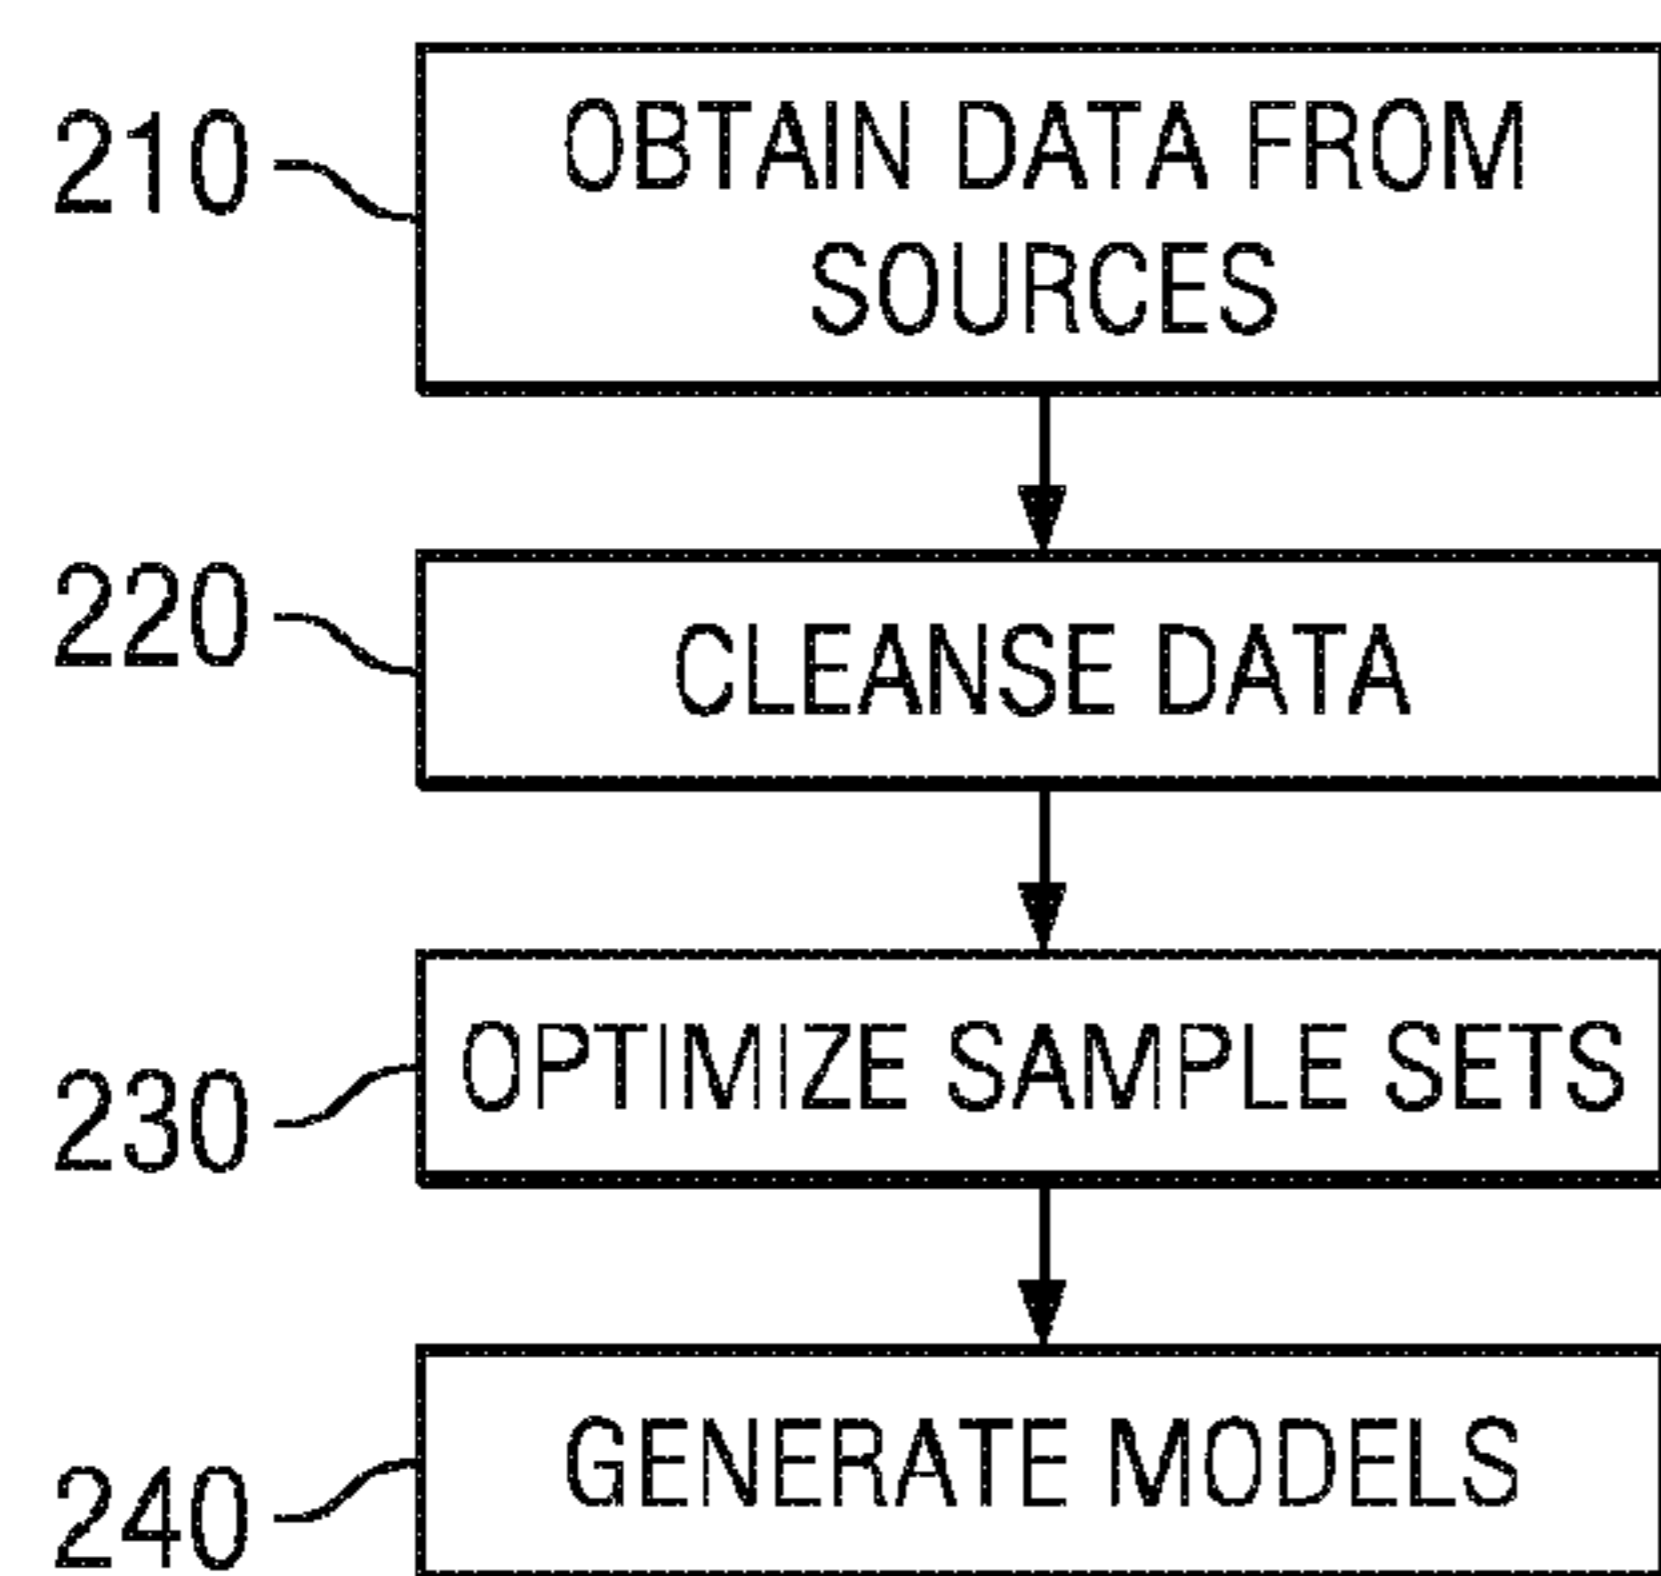 210
OBTAIN DATA FROM
SOURCES
220
CLEANSE DATA
230
OPTIMIZE SAMPLE SETS
240
GENERATE MODELS